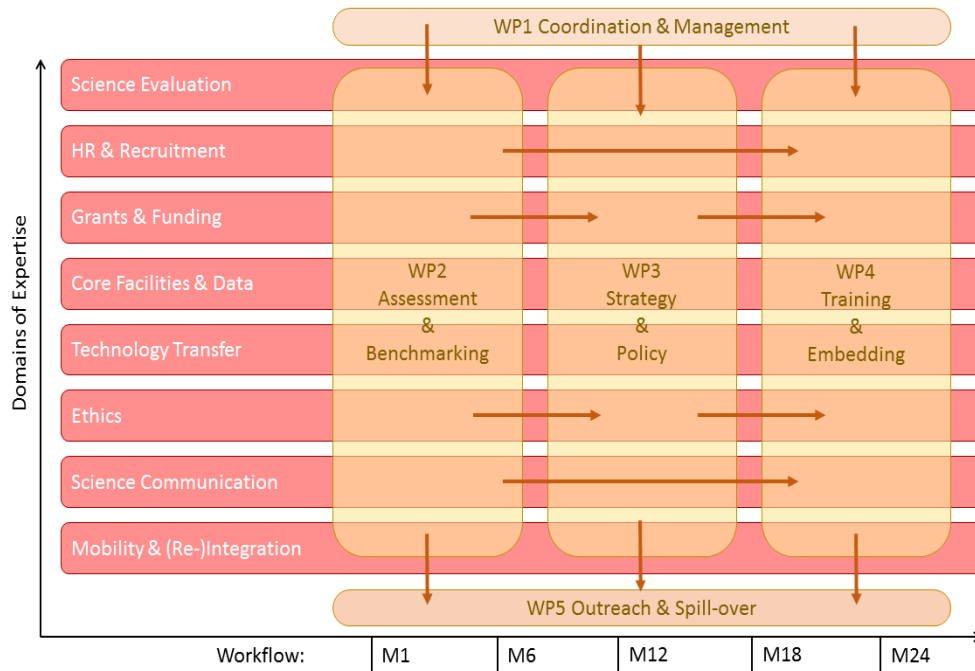 WP1 Coordination & Management
Domains of Expertise
Science Evaluation
HR & Recruitment
Grants & Funding
Core Facilities & Data
Technology Transfer
Ethics
Science Communication
Mobility & (Re-)Integration
WP2
Assessment
&
Benchmarking
WP3
Strategy
&
Policy
WP4
Training
&
Embedding
WP5 Outreach & Spill-over
Workflow: M1 M6 M12 M18 M24